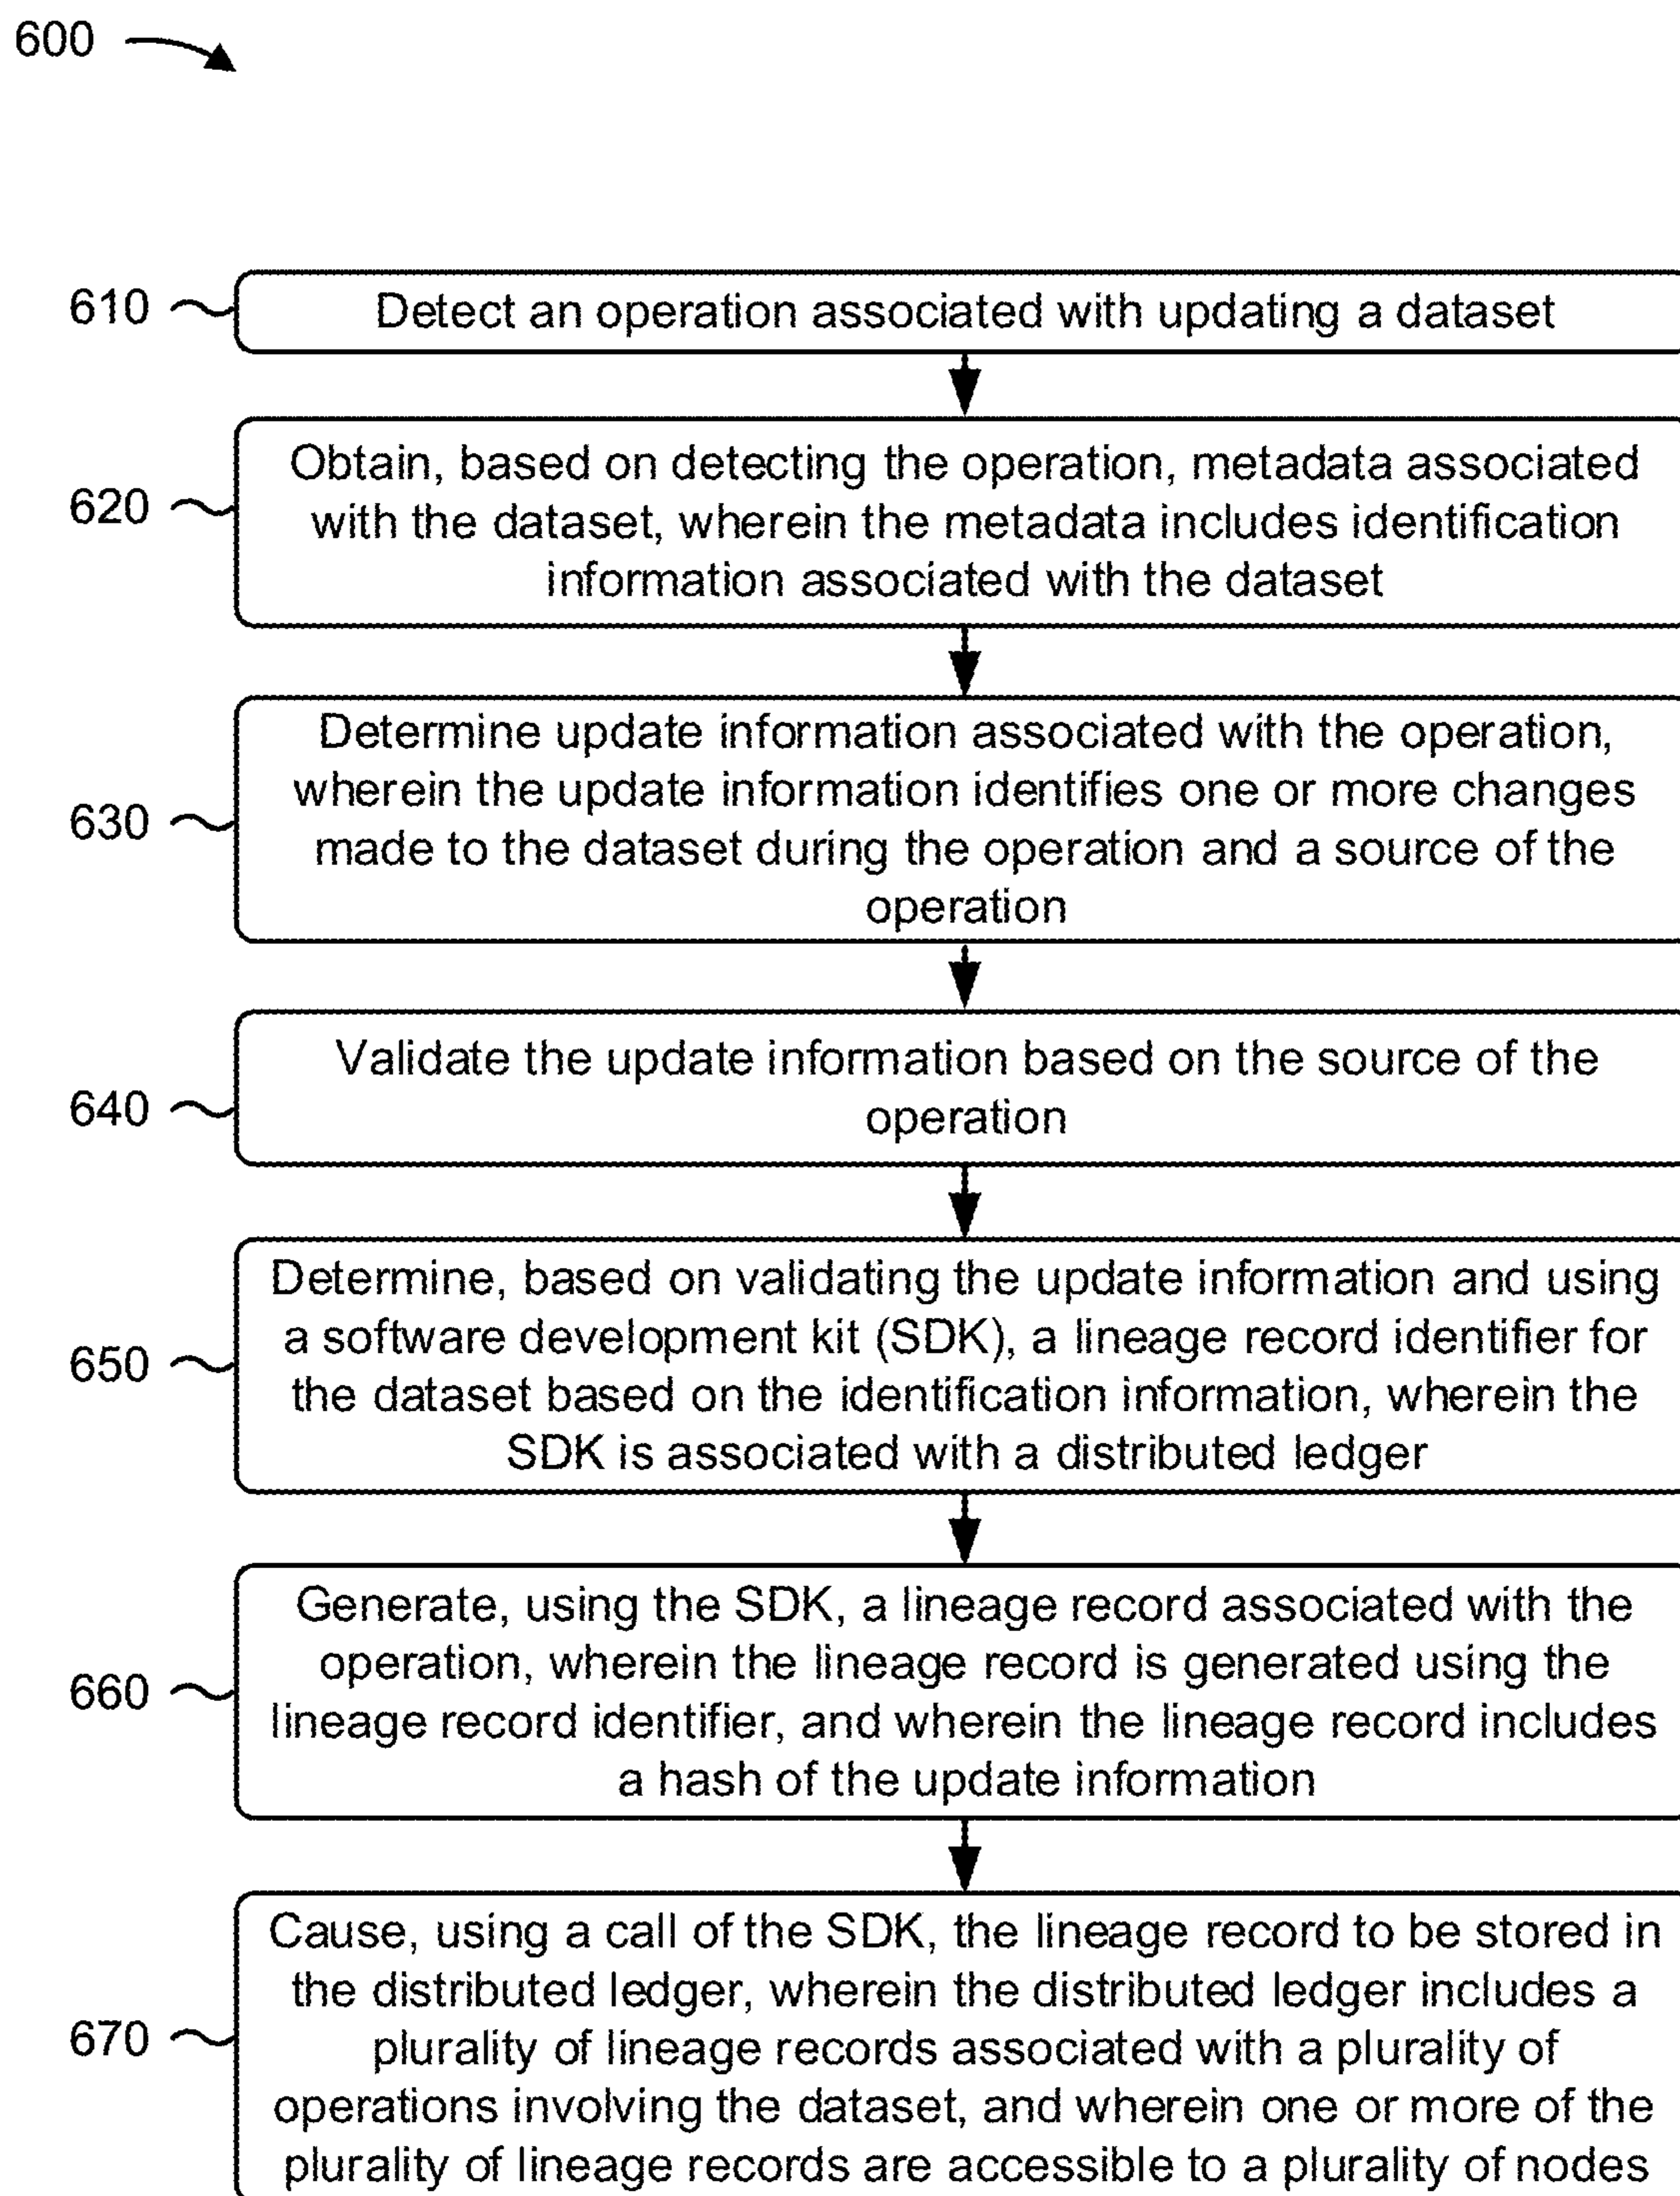 600
610
Detect an operation associated with updating a dataset
620
Obtain, based on detecting the operation, metadata associated
with the dataset, wherein the metadata includes identification
information associated with the dataset
630
Determine update information associated with the operation,
wherein the update information identifies one or more changes
made to the dataset during the operation and a source of the
operation
640
Validate the update information based on the source of the
operation
650
Determine, based on validating the update information and using
a software development kit (SDK), a lineage record identifier for
the dataset based on the identification information, wherein the
SDK is associated with a distributed ledger
660
Generate, using the SDK, a lineage record associated with the
operation, wherein the lineage record is generated using the
lineage record identifier, and wherein the lineage record includes
a hash of the update information
670
Cause, using a call of the SDK, the lineage record to be stored in
the distributed ledger, wherein the distributed ledger includes a
plurality of lineage records associated with a plurality of
operations involving the dataset, and wherein one or more of the
plurality of lineage records are accessible to a plurality of nodes